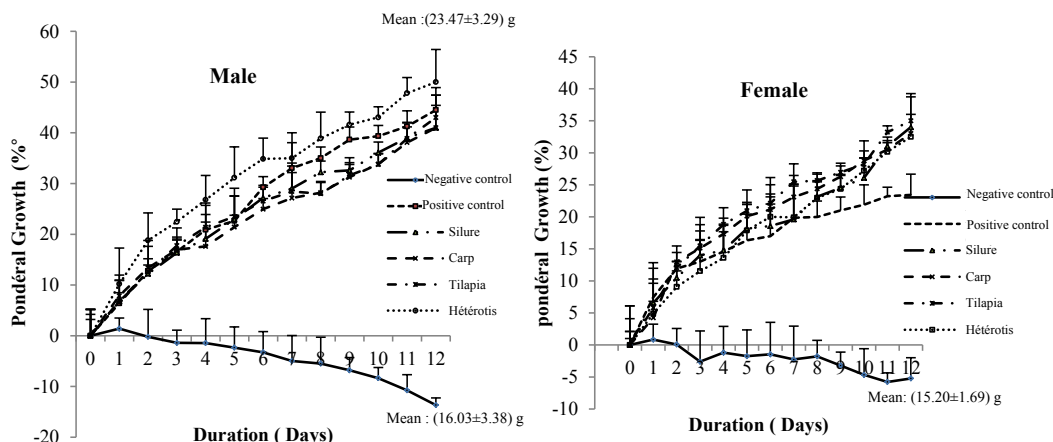 Mean :(23.47±3.29) g
Male
Pondéral Growth (%°
60
50
40
30
20
10
0
-10
-20
0 1 2 3 4 5 6 7 8 9 10 11 12
Negative control
Positive control
Silure
Carp
Tilapia
Hétérotis
Mean : (16.03±3.38) g
Duration ( Days)
Female
pondéral Growth (%)
45
40
35
30
25
20
15
10
5
0
-5
-10
0 1 2 3 4 5 6 7 8 9 10 11 12
Negative control
Positive control
Silure
Carp
Tilapia
Hétérotis
Mean: (15.20±1.69) g
Duration ( Days)